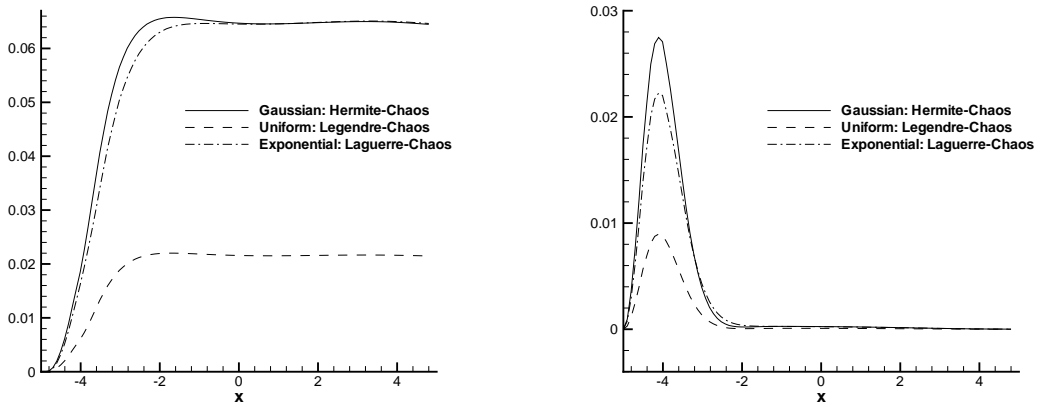 0.06
0.05
0.04
0.03
0.02
0.01
0
-4
-2
0
2
4
x
Gaussian: Hermite-Chaos
Uniform: Legendre-Chaos
Exponential: Laguerre-Chaos
0.03
0.02
0.01
0
-4
-2
0
2
4
x
Gaussian: Hermite-Chaos
Uniform: Legendre-Chaos
Exponential: Laguerre-Chaos